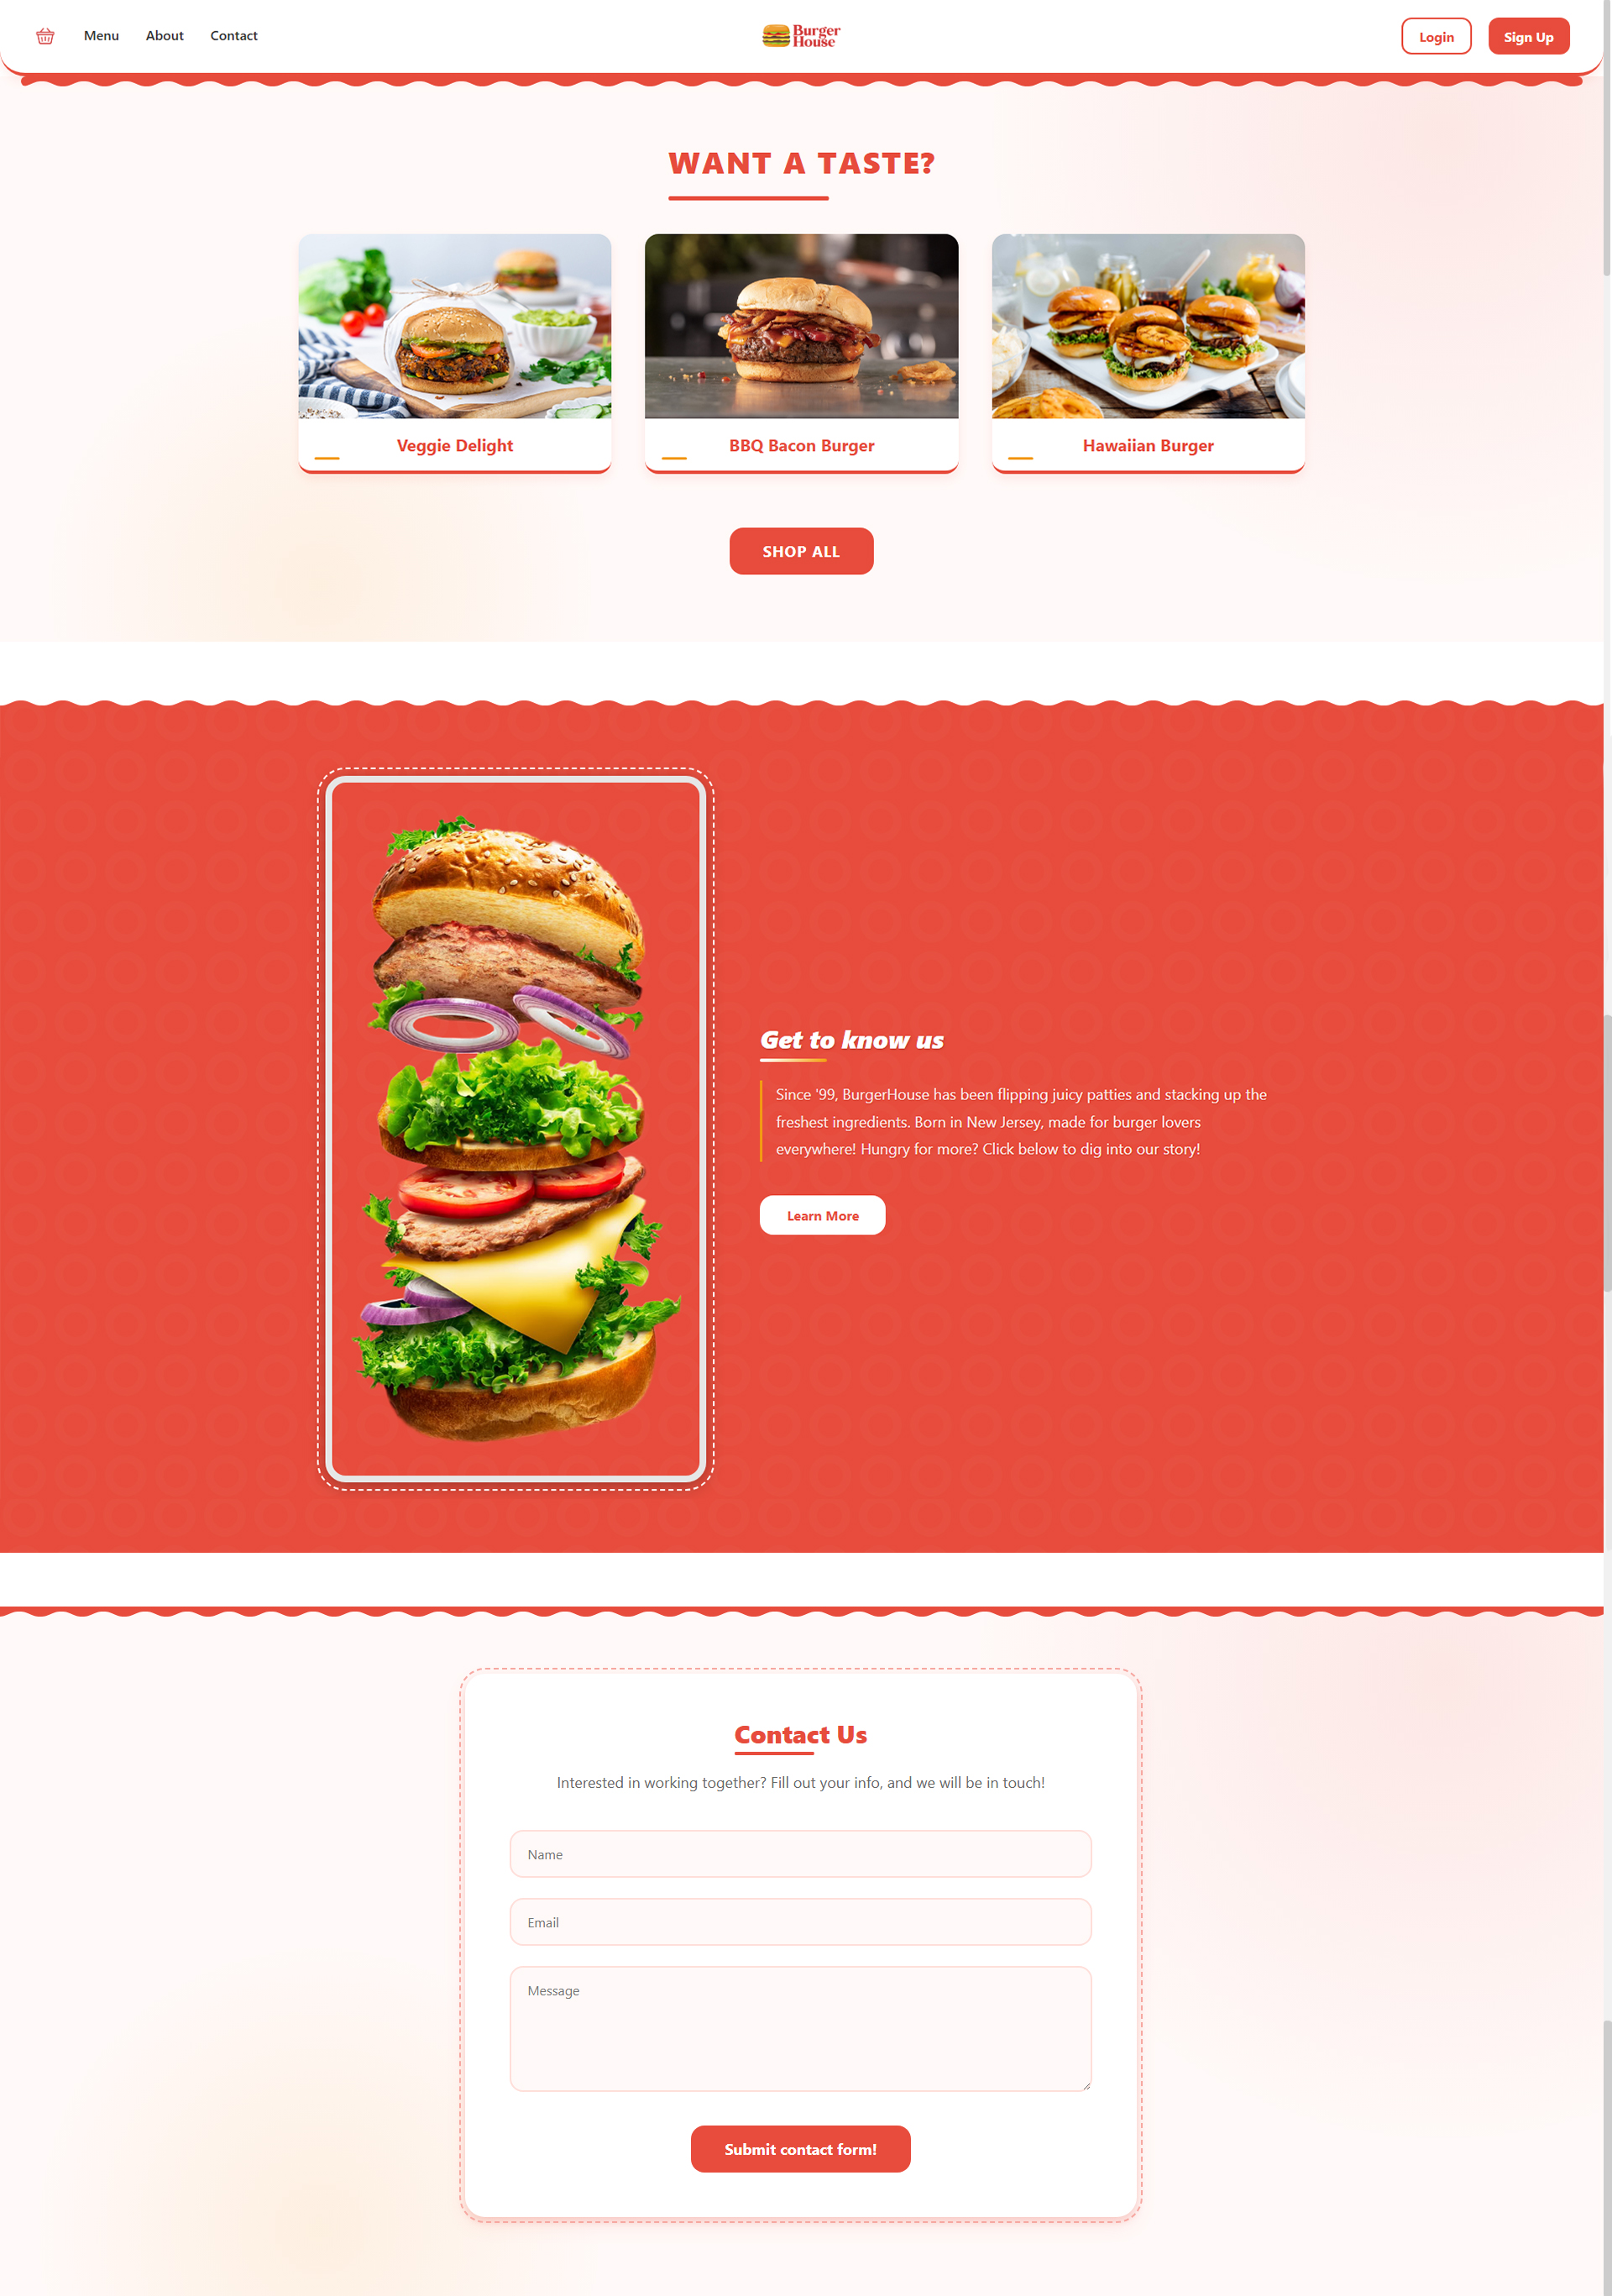 Menu
About
Contact
Burger
House
Login
Sign Up
WANT A TASTE?
Veggie Delight
BBQ Bacon Burger
Hawaiian Burger
SHOP ALL
Get to know us
Since '99, BurgerHouse has been flipping juicy patties and stacking up the
freshest ingredients. Born in New Jersey, made for burger lovers
everywhere! Hungry for more? Click below to dig into our story!
Learn More
Contact Us
Interested in working together? Fill out your info, and we will be in touch!
Name
Email
Message
Submit contact form!